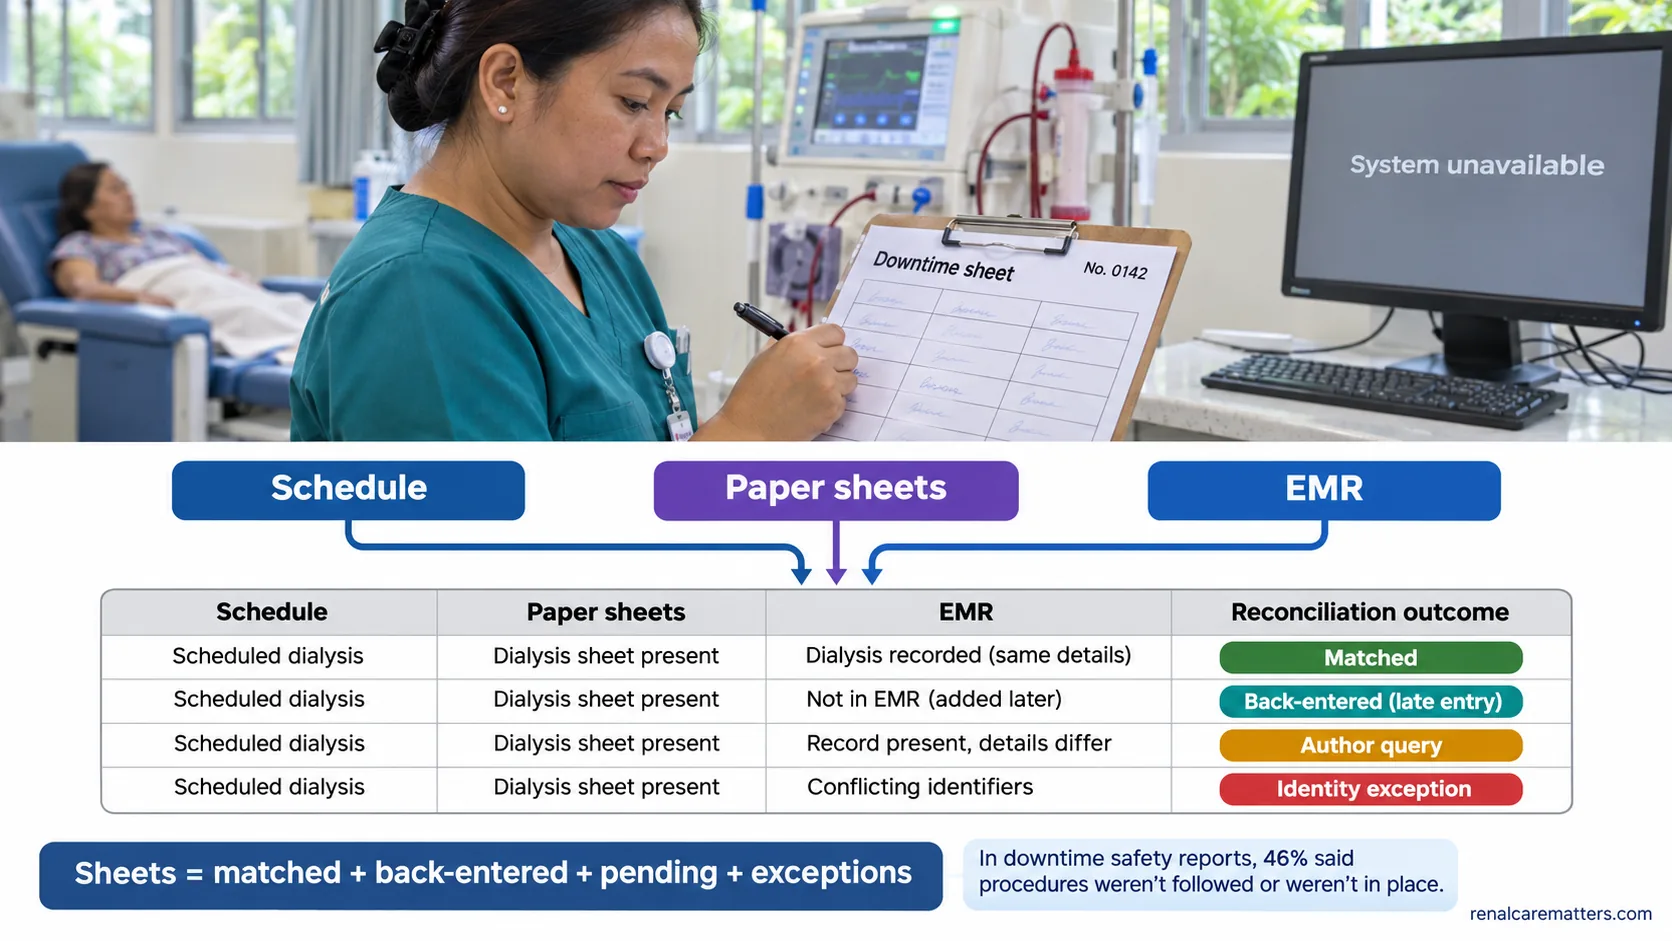 System unavailable
Downtime sheet
No. 0142
Schedule
Paper sheets
EMR
Schedule
Paper sheets
EMR
Reconciliation outcome
Scheduled dialysis
Dialysis sheet present
Dialysis recorded (same details)
Matched
Scheduled dialysis
Dialysis sheet present
Not in EMR (added later)
Back-entered (late entry)
Scheduled dialysis
Dialysis sheet present
Record present, details differ
Author query
Scheduled dialysis
Dialysis sheet present
Conflicting identifiers
Identity exception
Sheets = matched + back-entered + pending + exceptions
In downtime safety reports, 46% said
procedures weren't followed or weren't in place.
renalcarematters.com